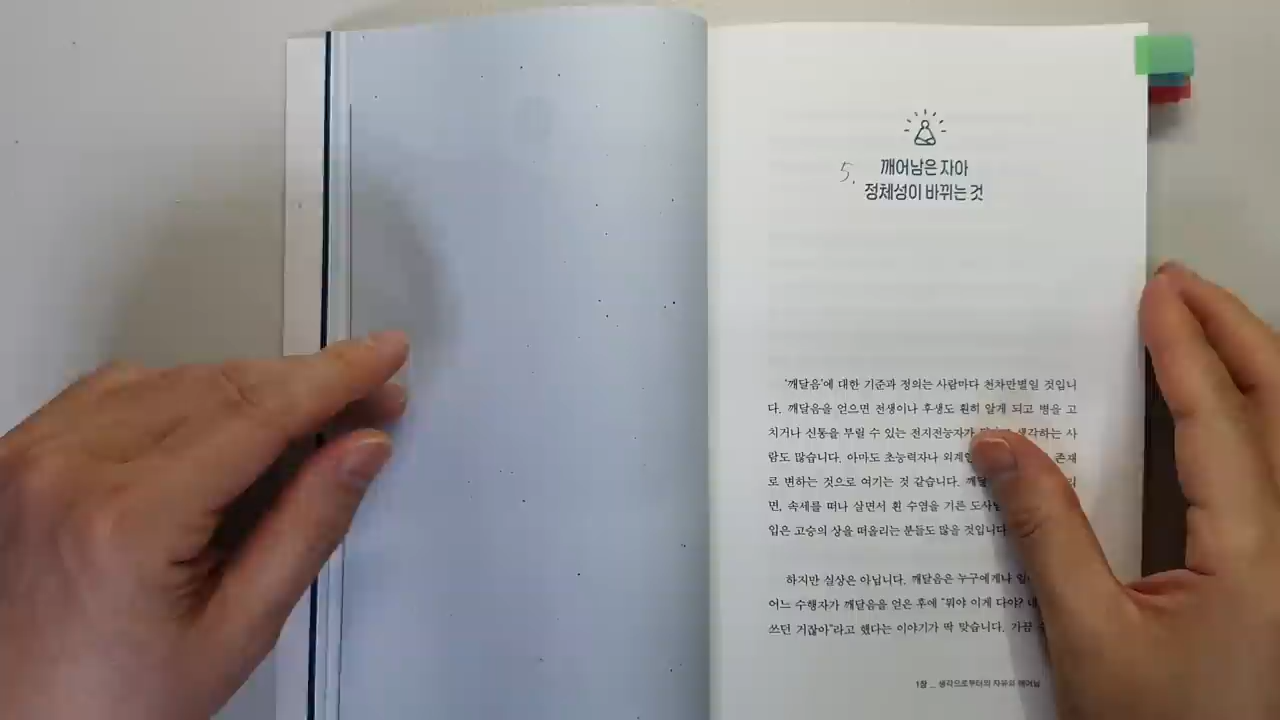 5.
깨어남은 자아
정체성이 바뀌는 것
‘깨달음’에 대한 기준과 정의는 사람마다 천차만별일 것입니
다. 깨달음을 얻으면 전생이나 후생도 훤히 알게 되고 병을 고
치거나 신통을 부릴 수 있는 전지전능자가 생각하는 사
람도 많습니다. 아마도 초능력자나 존재
로 변하는 것으로 여기는 것 같습니다.
면, 속세를 떠나 살면서 흰 수염을 기른
입은 고승의 상을 떠올리는 분들도 많을 것입니다
하지만 실상은 아닙니다. 깨달음은 누구에게나
어느 수행자가 깨달음을 얻은 후에 “뭐야 이게 다야?
쓰던 거잖아”라고 했다는 이야기가 딱 맞습니다. 가끔
1장 _ 생각으로부터의 자유와 깨어남